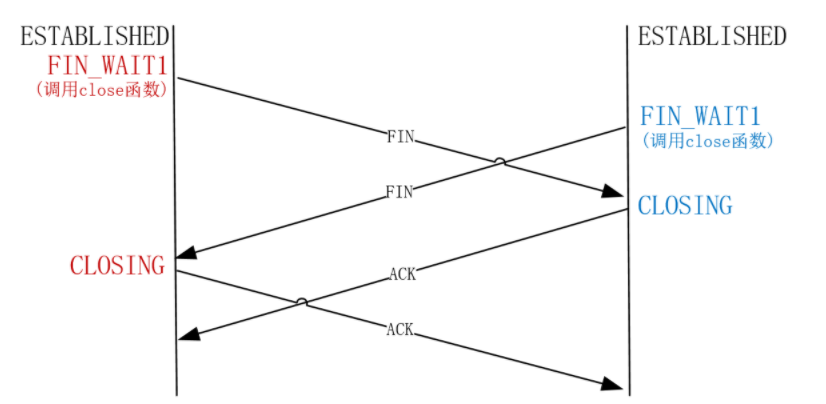 ESTABLISHED
ESTABLISHED
FIN_WAIT1
(调用close函数)
FIN_WAIT1
(调用close函数)
FIN
FIN
CLOSING
CLOSING
ACK
ACK